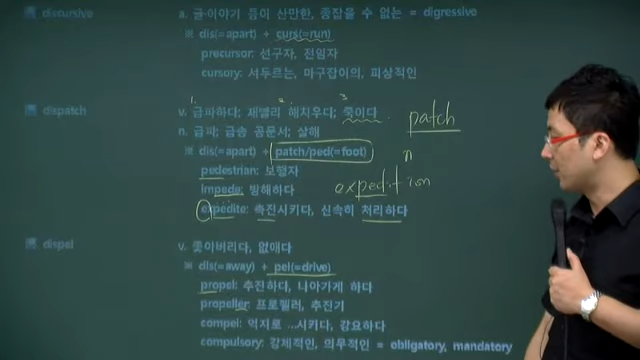 discursive a. 글·이야기 등이 산만한, 종잡을 수 없는 = digressive
※ dis(=apart) + curs(=run)
precursor: 선구자, 전임자
cursory: 서두르는, 마구잡이의, 피상적인
1. 2. 3
dispatch v. 급파하다; 재빨리 해치우다; 죽이다 patch
n. 급파; 급송 공문서; 살해
※ dis(=apart) + patch/ped(=foot) n
pedestrian: 보행자
impede: 방해하다 expedition
expedite: 촉진시키다, 신속히 처리하다
dispel v. 쫓아버리다, 없애다
※ dis(=away) + pel(=drive)
propel: 추진하다, 나아가게 하다
propeller 프로펠러, 추진기
compel: 억지로 ...시키다, 강요하다
compulsory: 강제적인, 의무적인 = obligatory, mandatory